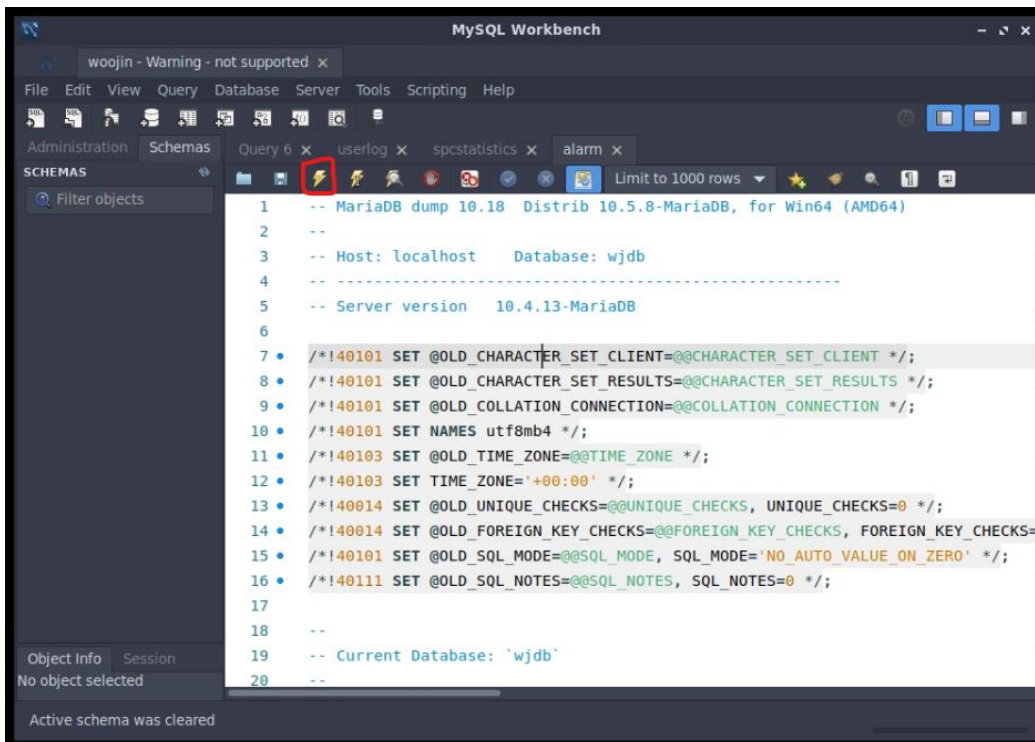 MySQL Workbench
woojin - Warning - not supported
File Edit View Query Database Server Tools Scripting Help
Administration Schemas Query 6 userlog spcstatistics alarm
SCHEMAS
Limit to 1000 rows
Filter objects
1 -- MariaDB dump 10.18  Distrib 10.5.8-MariaDB, for Win64 (AMD64)
2 --
3 -- Host: localhost    Database: wjdb
4 -- ------------------------------------------------------
5 -- Server version   10.4.13-MariaDB
6
7 /*!40101 SET @OLD_CHARACTER_SET_CLIENT=@@CHARACTER_SET_CLIENT */;
8 /*!40101 SET @OLD_CHARACTER_SET_RESULTS=@@CHARACTER_SET_RESULTS */;
9 /*!40101 SET @OLD_COLLATION_CONNECTION=@@COLLATION_CONNECTION */;
10 /*!40101 SET NAMES utf8mb4 */;
11 /*!40103 SET @OLD_TIME_ZONE=@@TIME_ZONE */;
12 /*!40103 SET TIME_ZONE='+00:00' */;
13 /*!40014 SET @OLD_UNIQUE_CHECKS=@@UNIQUE_CHECKS, UNIQUE_CHECKS=0 */;
14 /*!40014 SET @OLD_FOREIGN_KEY_CHECKS=@@FOREIGN_KEY_CHECKS, FOREIGN_KEY_CHECKS=
15 /*!40101 SET @OLD_SQL_MODE=@@SQL_MODE, SQL_MODE='NO_AUTO_VALUE_ON_ZERO' */;
16 /*!40111 SET @OLD_SQL_NOTES=@@SQL_NOTES, SQL_NOTES=0 */;
17
18 --
19 -- Current Database: `wjdb`
20 --
Object Info Session
No object selected
Active schema was cleared